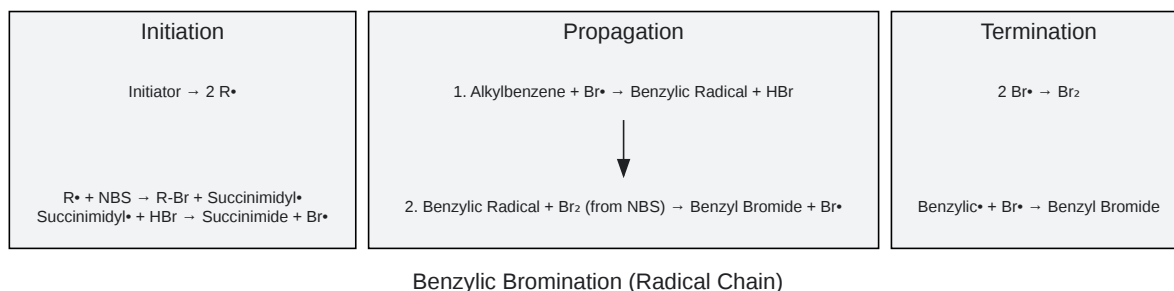 Initiation
Initiator → 2 R•
R• + NBS → R-Br + Succinimidyl•
Succinimidyl• + HBr → Succinimide + Br•
Propagation
1. Alkylbenzene + Br• → Benzylic Radical + HBr
2. Benzylic Radical + Br₂ (from NBS) → Benzyl Bromide + Br•
Termination
2 Br• → Br₂
Benzylic• + Br• → Benzyl Bromide
Benzylic Bromination (Radical Chain)